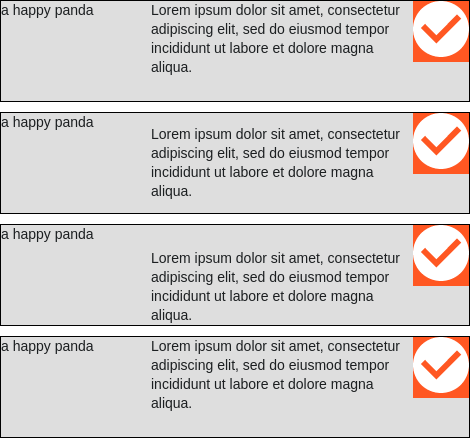 a happy panda
Lorem ipsum dolor sit amet, consectetur
adipiscing elit, sed do eiusmod tempor
incididunt ut labore et dolore magna
aliqua.
a happy panda
Lorem ipsum dolor sit amet, consectetur
adipiscing elit, sed do eiusmod tempor
incididunt ut labore et dolore magna
aliqua.
a happy panda
Lorem ipsum dolor sit amet, consectetur
adipiscing elit, sed do eiusmod tempor
incididunt ut labore et dolore magna
aliqua.
a happy panda
Lorem ipsum dolor sit amet, consectetur
adipiscing elit, sed do eiusmod tempor
incididunt ut labore et dolore magna
aliqua.